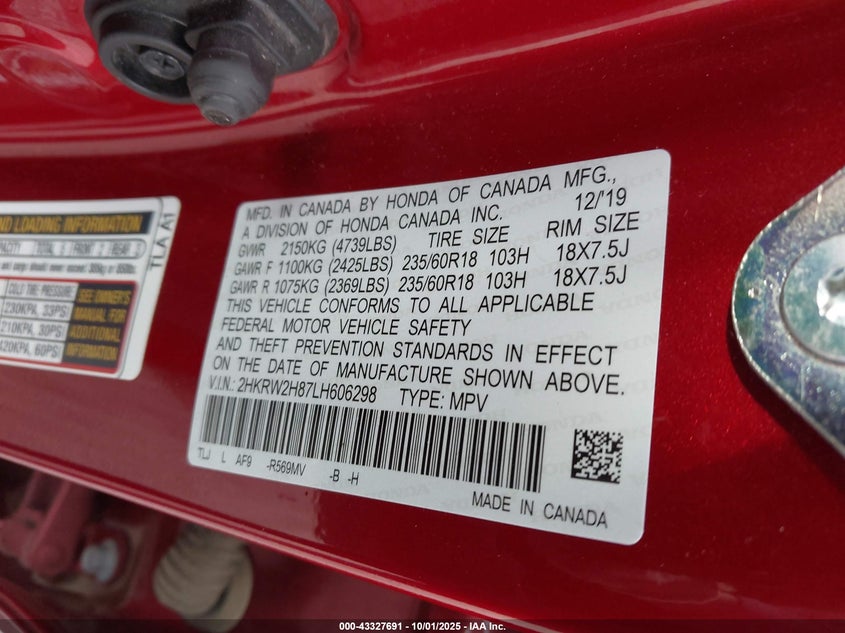 MFD. IN CANADA BY HONDA OF CANADA MFG.,
A DIVISION OF HONDA CANADA INC. 12/'19
GVWR 2150KG (4739LBS) TIRE SIZE RIM SIZE
GAWR F 1100KG (2425LBS) 235/60R18 103H 18X7.5J
GAWR R 1075KG (2369LBS) 235/60R18 103H 18X7.5J
THIS VEHICLE CONFORMS TO ALL APPLICABLE
FEDERAL MOTOR VEHICLE SAFETY
AND THEFT PREVENTION STANDARDS IN EFFECT
ON THE DATE OF MANUFACTURE SHOWN ABOVE.
V.I.N.: 2HKRW2H87LH606298 TYPE: MPV
TLJ L AF9 -R569MV -B -H
MADE IN CANADA
ND LOADING INFORMATION
TLA A1
COLD TIRE PRESSURE
230KPA, 33PSI
210KPA, 30PSI
420KPA, 60PSI
SEE OWNER'S
MANUAL FOR
ADDITIONAL
INFORMATION
000-43327691 - 10/01/2025 - IAA Inc.